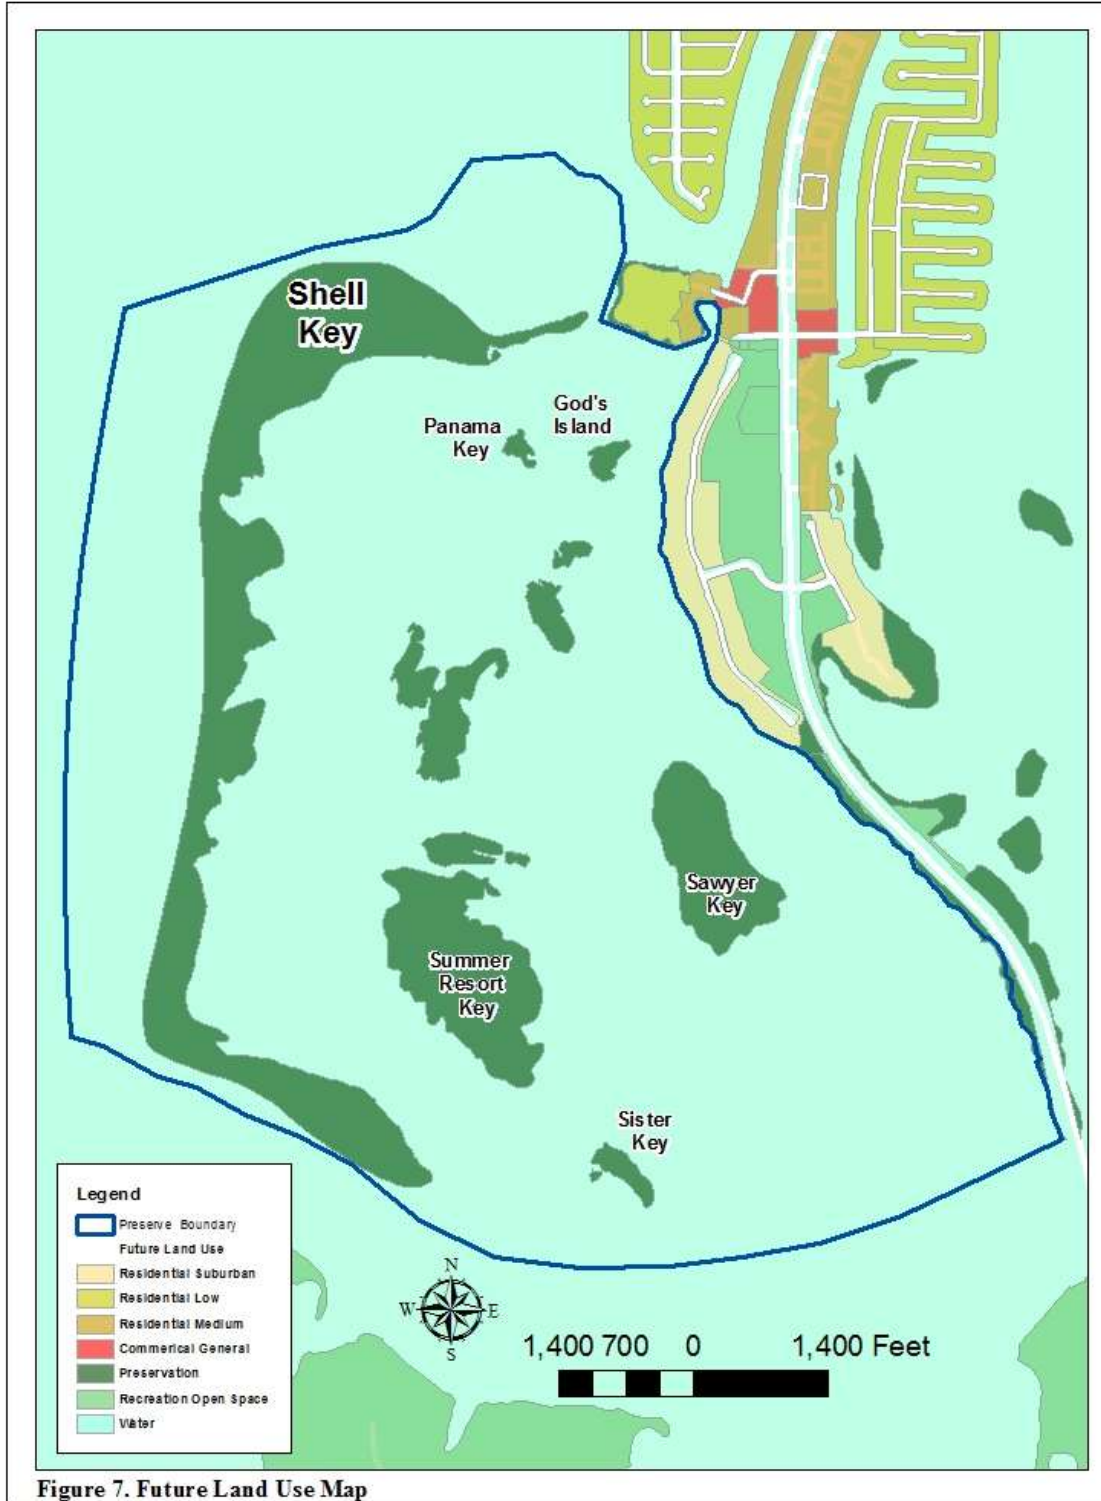 Shell
Key
God's
Island
Panama
Key
Sawyer
Key
Summer
Resort
Key
Sister
Key
Legend
Preserve Boundary
Future Land Use
Residential Suburban
Residential Low
Residential Medium
Commerical General
Preservation
Recreation Open Space
Water
N
W
E
S
1,400 700 0 1,400 Feet
Figure 7. Future Land Use Map